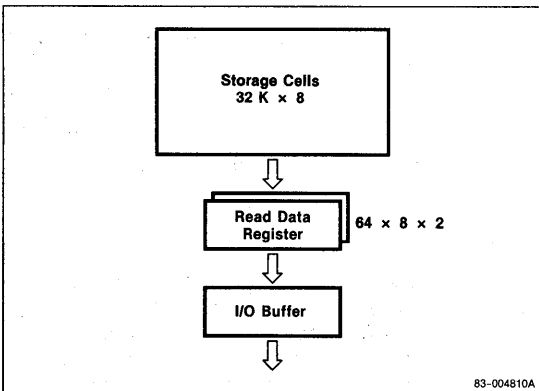 Storage Cells
32 K × 8
Read Data
Register
64 × 8 × 2
I/O Buffer
83-004810A